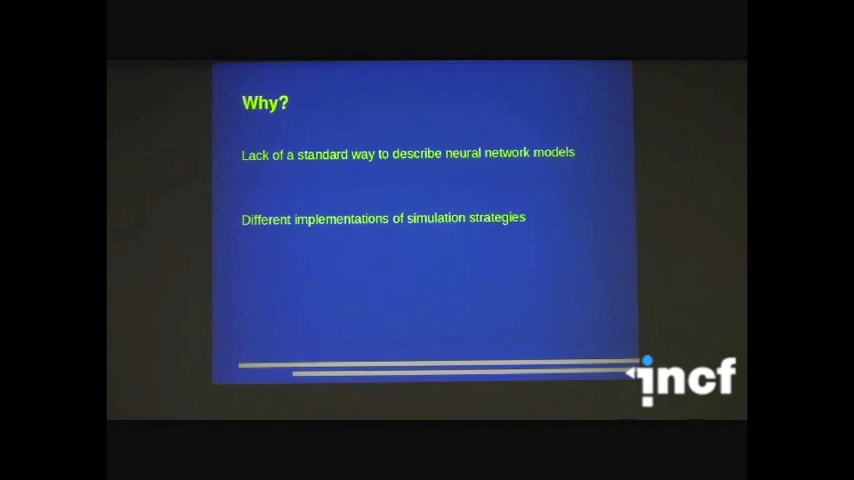 Why?
Lack of a standard way to describe neural network models
Different implementations of simulation strategies
incf